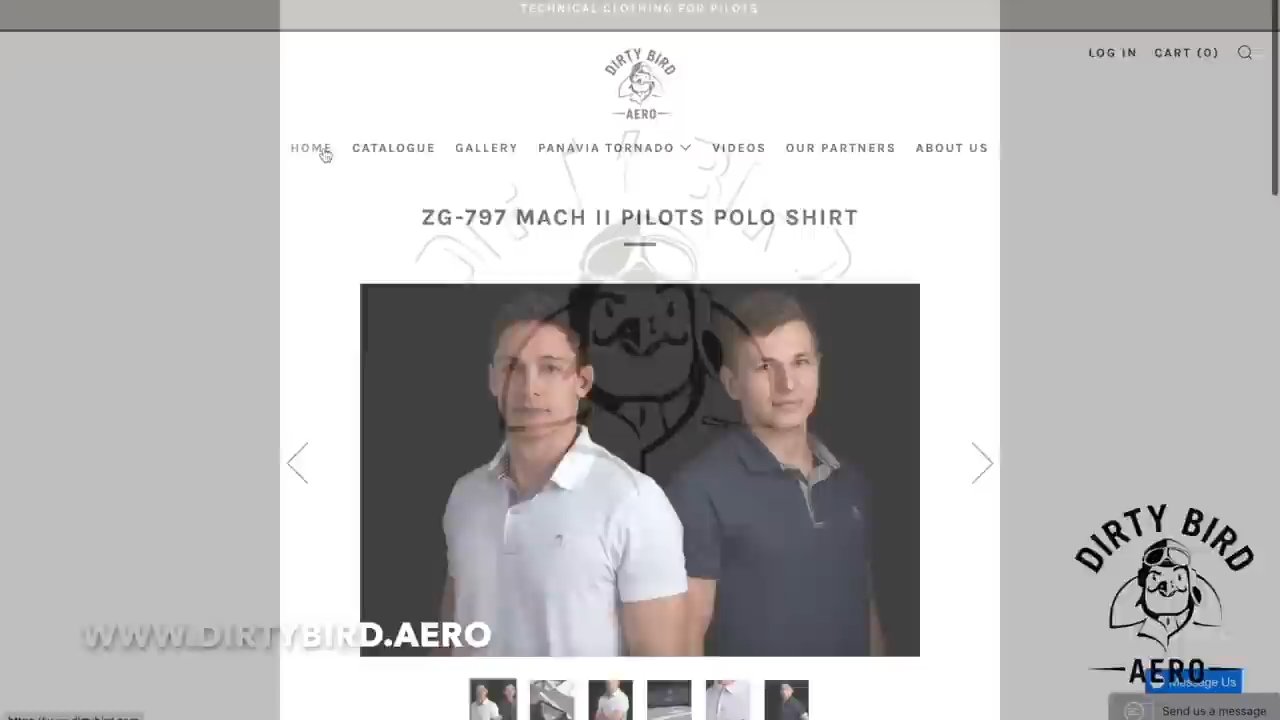 TECHNICAL CLOTHING FOR PILOTS
LOG IN
CART (0)
DIRTY BIRD
AERO
HOME
CATALOGUE
GALLERY
PANAVIA TORNADO
VIDEOS
OUR PARTNERS
ABOUT US
ZG-797 MACH II PILOTS POLO SHIRT
WWW.DIRTYBIRD.AERO
DIRTY BIRD
AERO
Message Us
Send us a message